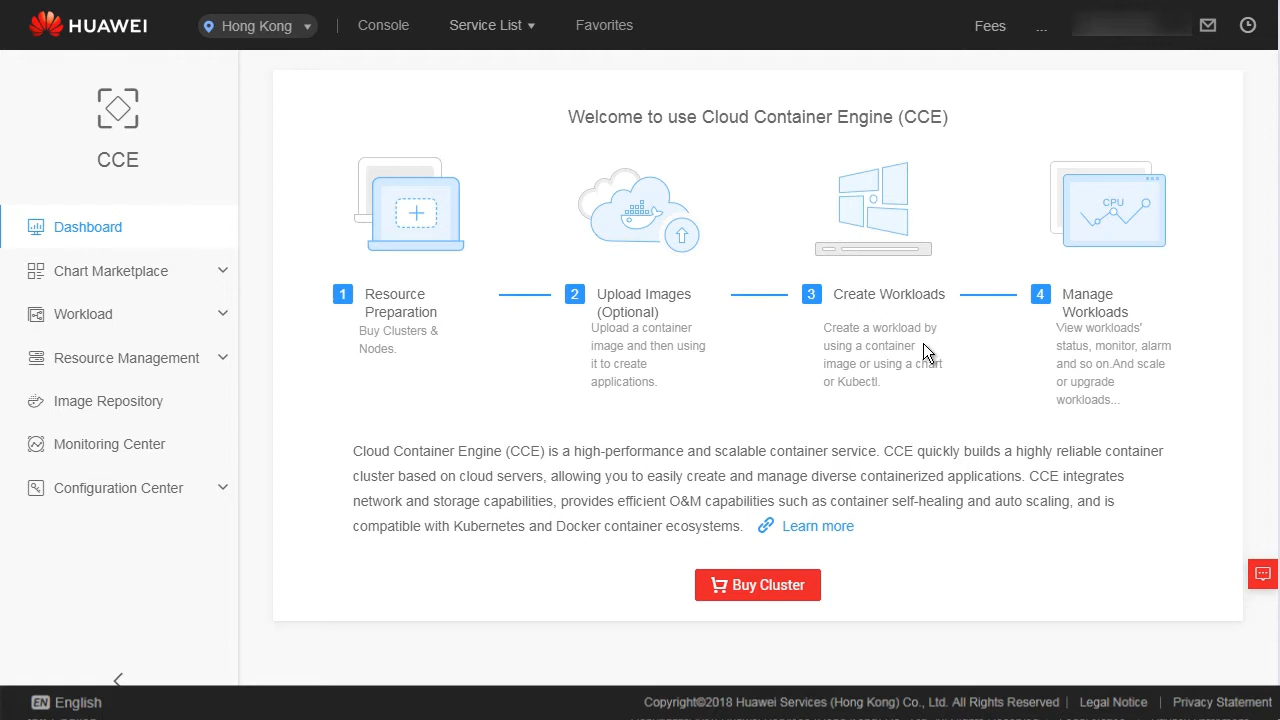 HUAWEI
Hong Kong
Console
Service List
Favorites
Fees
...
CCE
Dashboard
Chart Marketplace
Workload
Resource Management
Image Repository
Monitoring Center
Configuration Center
Welcome to use Cloud Container Engine (CCE)
CPU
1
Resource
Preparation
Buy Clusters &
Nodes.
2
Upload Images
(Optional)
Upload a container
image and then using
it to create
applications.
3
Create Workloads
Create a workload by
using a container
image or using a chart
or Kubectl.
4
Manage
Workloads
View workloads'
status, monitor, alarm
and so on.And scale
or upgrade
workloads...
Cloud Container Engine (CCE) is a high-performance and scalable container service. CCE quickly builds a highly reliable container
cluster based on cloud servers, allowing you to easily create and manage diverse containerized applications. CCE integrates
network and storage capabilities, provides efficient O&M capabilities such as container self-healing and auto scaling, and is
compatible with Kubernetes and Docker container ecosystems. Learn more
Buy Cluster
EN English
Copyright©2018 Huawei Services (Hong Kong) Co., Ltd. All Rights Reserved | Legal Notice | Privacy Statement